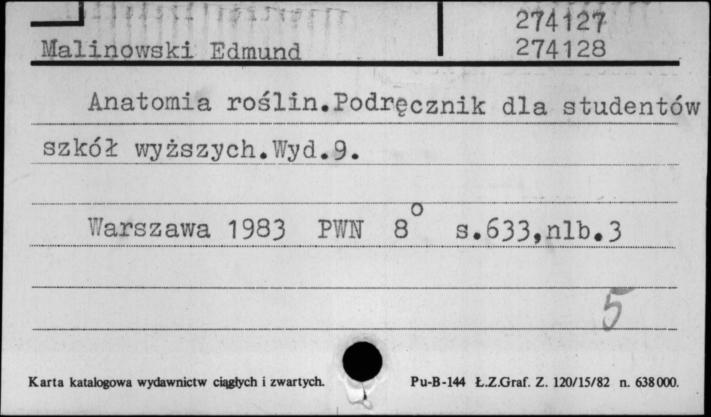 274127
Malinowski Edmund 274128
Anatomia roślin.Podręcznik dla studentów
szkół wyższych.Wyd.9.
Warszawa 1983 PWN 8° s.633,nlb.3
5
Karta katalogowa wydawnictw ciągłych i zwartych. Pu-B-144 Ł.Z.Graf. Z. 120/15/82 n. 638000.